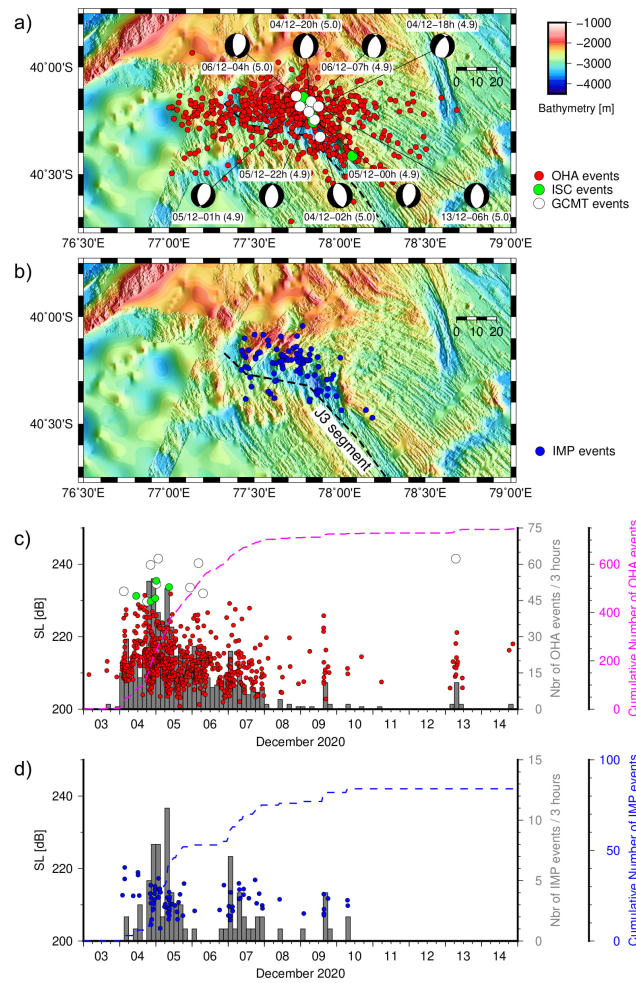 a)
04/12−20h (5.0)
04/12−18h (4.9)
06/12−04h (5.0)
06/12−07h (4.9)
0 10 20
40°00'S
40°30'S
05/12−22h (4.9)
05/12−00h (4.9)
05/12−01h (4.9)
04/12−02h (5.0)
13/12−06h (5.0)
76°30'E 77°00'E 77°30'E 78°00'E 78°30'E 79°00'E
−1000
−2000
−3000
−4000
Bathymetry [m]
OHA events
ISC events
GCMT events
b)
40°00'S
40°30'S
0 10 20
J3 segment
76°30'E 77°00'E 77°30'E 78°00'E 78°30'E 79°00'E
IMP events
c)
SL [dB]
240
220
200
03 04 05 06 07 08 09 10 11 12 13 14
December 2020
75
60
45
30
15
0
Nbr of OHA events / 3 hours
600
400
200
0
Cumulative Number of OHA events
d)
SL [dB]
240
220
200
03 04 05 06 07 08 09 10 11 12 13 14
December 2020
15
12
8
4
0
Nbr of IMP events / 3 hours
100
50
0
Cumulative Number of IMP events